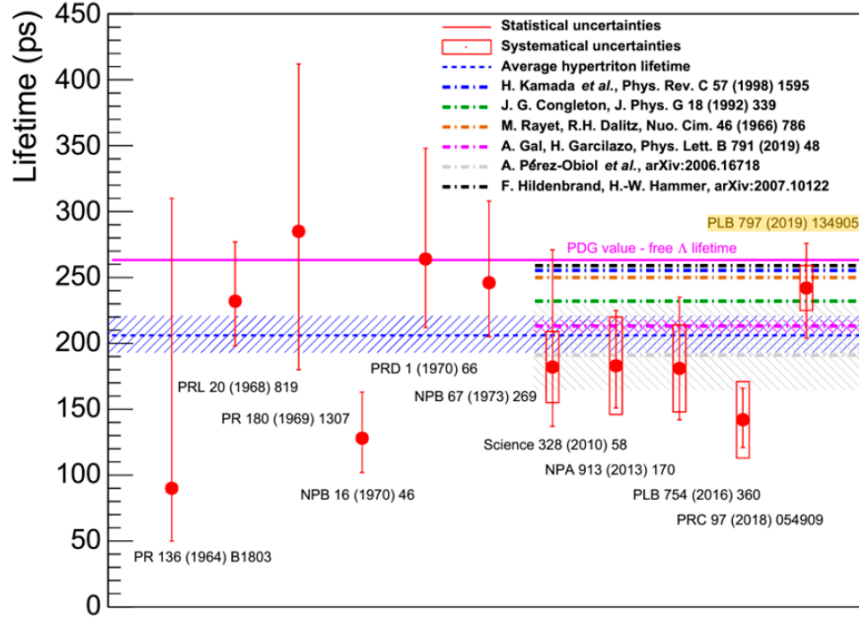 Lifetime (ps)
450
400
350
300
250
200
150
100
50
0
Statistical uncertainties
Systematical uncertainties
Average hypertriton lifetime
H. Kamada et al., Phys. Rev. C 57 (1998) 1595
J. G. Congleton, J. Phys. G 18 (1992) 339
M. Rayet, R.H. Dalitz, Nuo. Cim. 46 (1966) 786
A. Gal, H. Garcilazo, Phys. Lett. B 791 (2019) 48
A. Pérez-Obiol et al., arXiv:2006.16718
F. Hildenbrand, H.-W. Hammer, arXiv:2007.10122
PLB 797 (2019) 134905
PDG value - free Λ lifetime
PRD 1 (1970) 66
PRL 20 (1968) 819
NPB 67 (1973) 269
PR 180 (1969) 1307
Science 328 (2010) 58
NPA 913 (2013) 170
NPB 16 (1970) 46
PLB 754 (2016) 360
PRC 97 (2018) 054909
PR 136 (1964) B1803